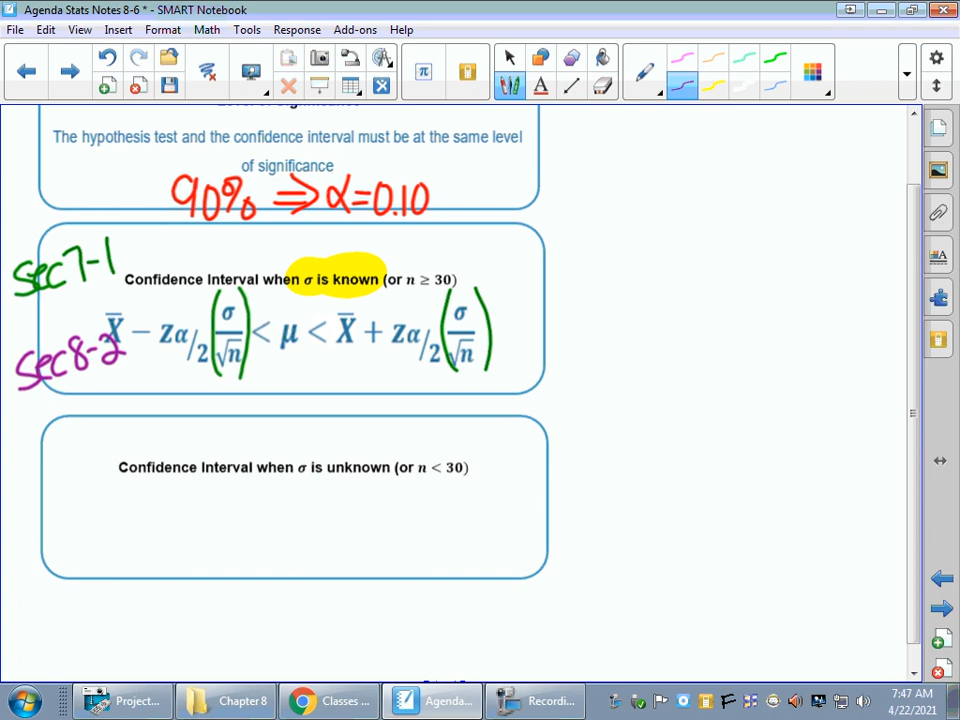 Agenda Stats Notes 8-6 * - SMART Notebook
File Edit View Insert Format Math Tools Response Add-ons Help
The hypothesis test and the confidence interval must be at the same level
of significance
90% ⟹ α=0.10
sec 7-1
Confidence Interval when σ is known (or n ≥ 30)
X̄ − zα/2 (σ/√n) < μ < X̄ + zα/2 (σ/√n)
sec 8-2
Confidence Interval when σ is unknown (or n < 30)
Project...
Chapter 8
Classes ...
Agenda...
Recordi...
7:47 AM
4/22/2021